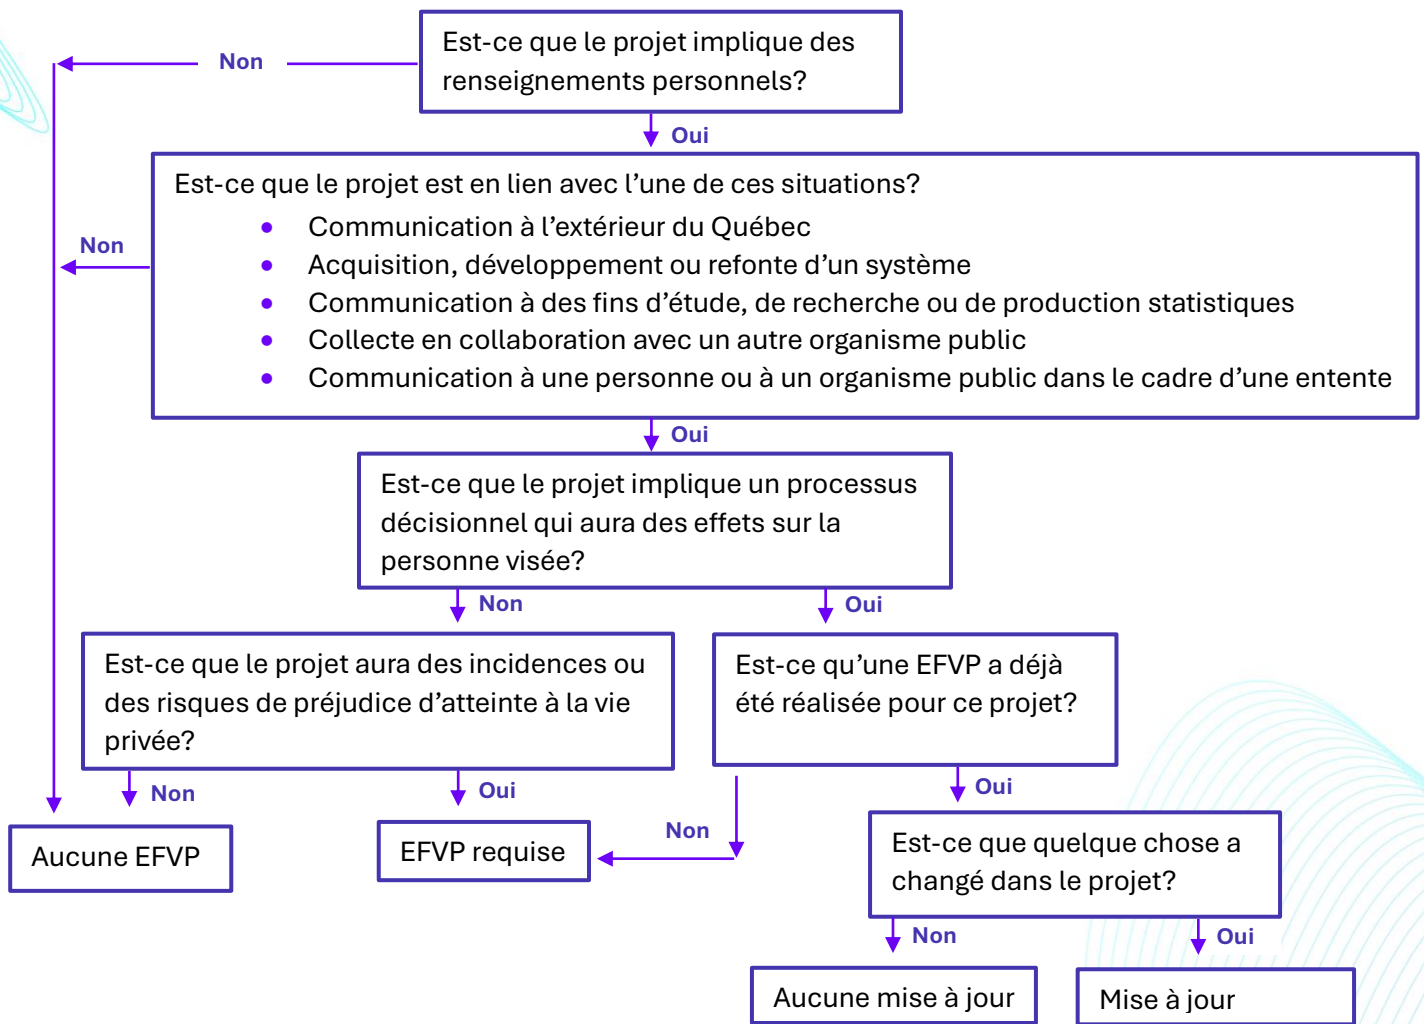 Est-ce que le projet implique des
renseignements personnels?
Non
Oui
Est-ce que le projet est en lien avec l’une de ces situations?
• Communication à l’extérieur du Québec
• Acquisition, développement ou refonte d’un système
• Communication à des fins d’étude, de recherche ou de production statistiques
• Collecte en collaboration avec un autre organisme public
• Communication à une personne ou à un organisme public dans le cadre d’une entente
Non
Oui
Est-ce que le projet implique un processus
décisionnel qui aura des effets sur la
personne visée?
Non
Oui
Est-ce que le projet aura des incidences ou
des risques de préjudice d’atteinte à la vie
privée?
Est-ce qu’une EFVP a déjà
été réalisée pour ce projet?
Non
Oui
Non
Oui
Aucune EFVP
EFVP requise
Est-ce que quelque chose a
changé dans le projet?
Non
Oui
Aucune mise à jour
Mise à jour